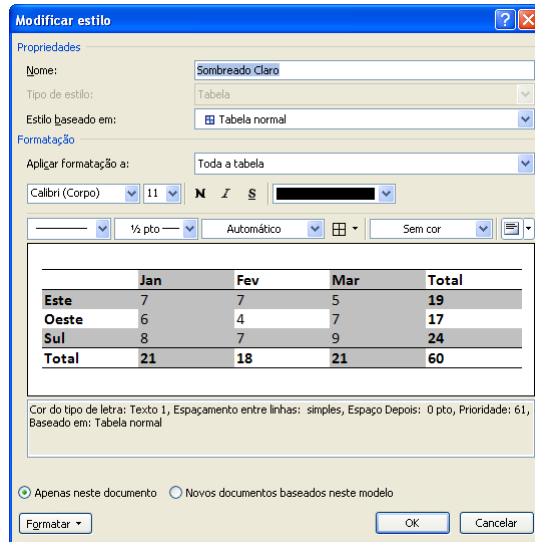 Modificar estilo
Propriedades
Nome: Sombreado Claro
Tipo de estilo: Tabela
Estilo baseado em: Tabela normal
Formatação
Aplicar formatação a: Toda a tabela
Calibri (Corpo) 11 N I S
½ pto Automático Sem cor
Jan Fev Mar Total
Este 7 7 5 19
Oeste 6 4 7 17
Sul 8 7 9 24
Total 21 18 21 60
Cor do tipo de letra: Texto 1, Espaçamento entre linhas: simples, Espaço Depois: 0 pto, Prioridade: 61,
Baseado em: Tabela normal
Apenas neste documento Novos documentos baseados neste modelo
Formatar OK Cancelar